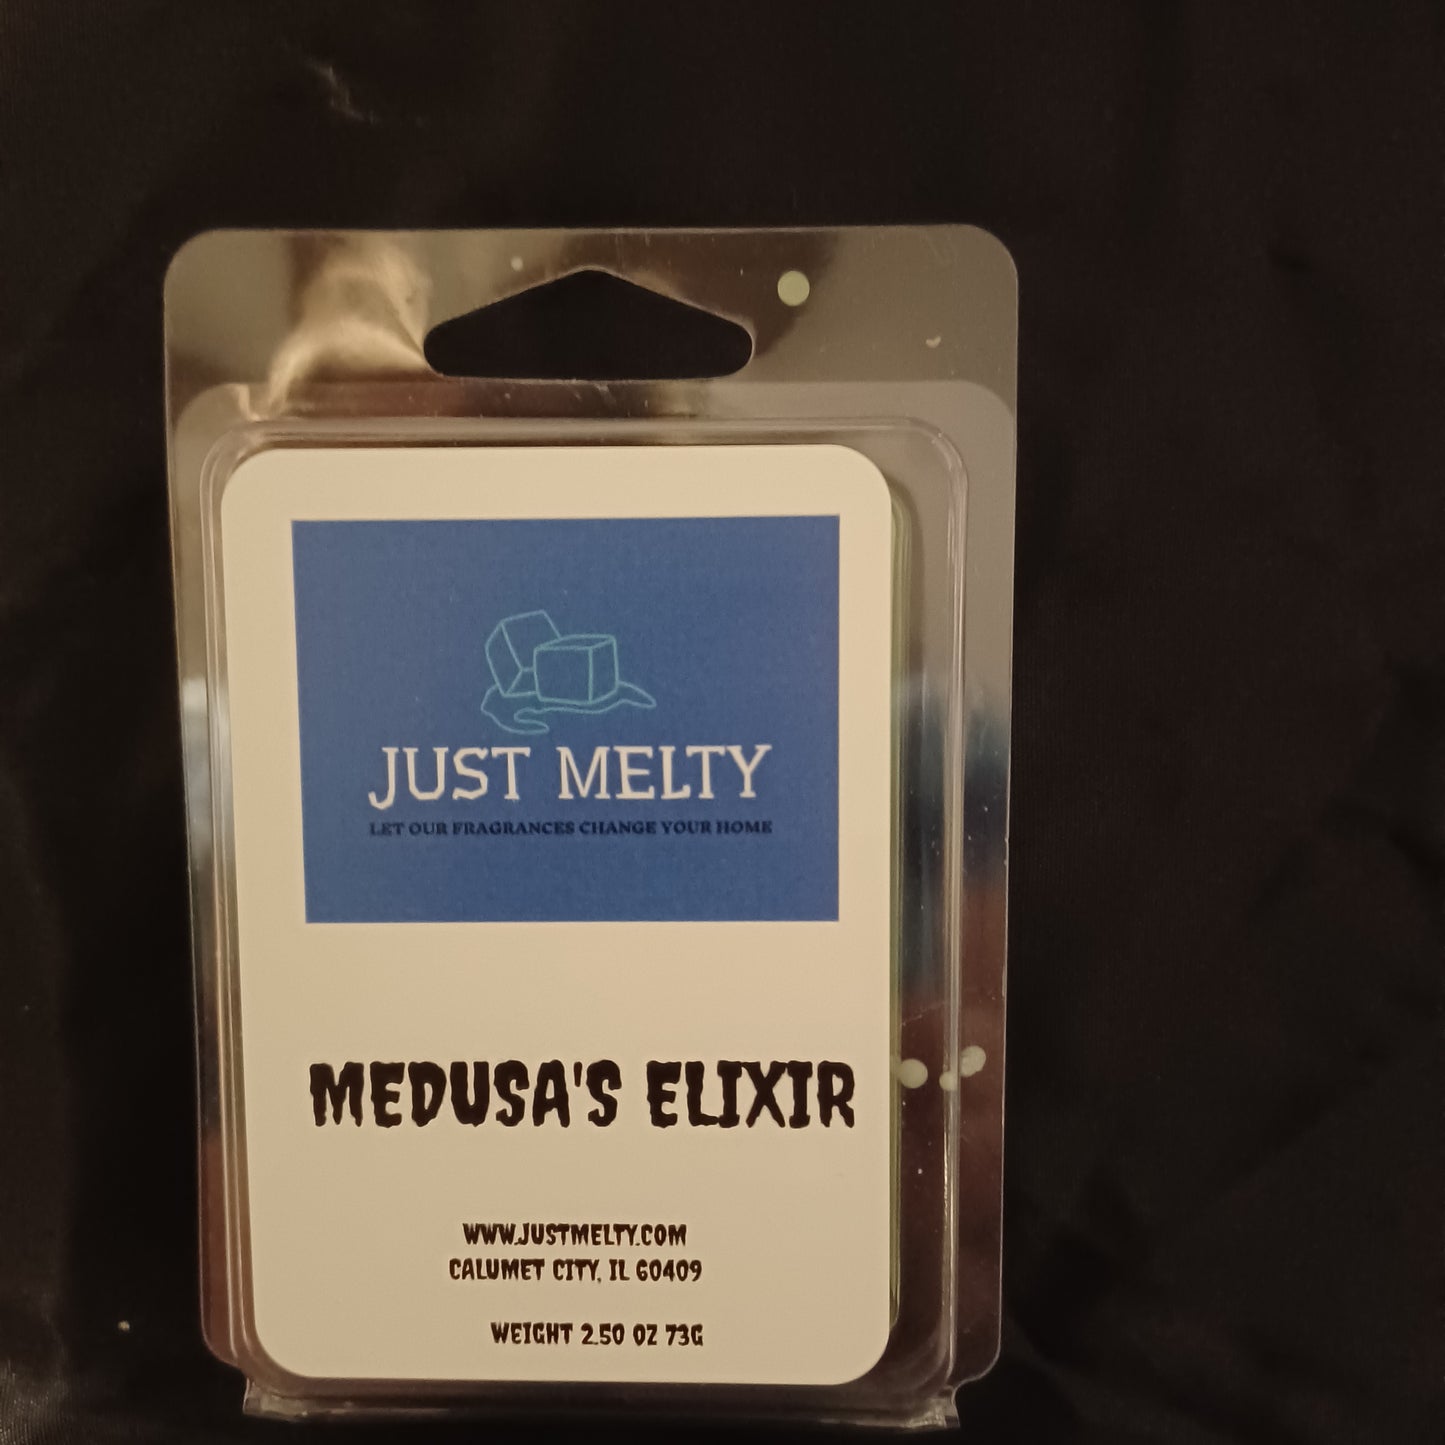 JUST MELTY
LET OUR FRAGRANCES CHANGE YOUR HOME
MEDUSA'S ELIXIR
WWW.JUSTMELTY.COM
CALUMET CITY, IL 60409
WEIGHT 2.50 OZ 73G